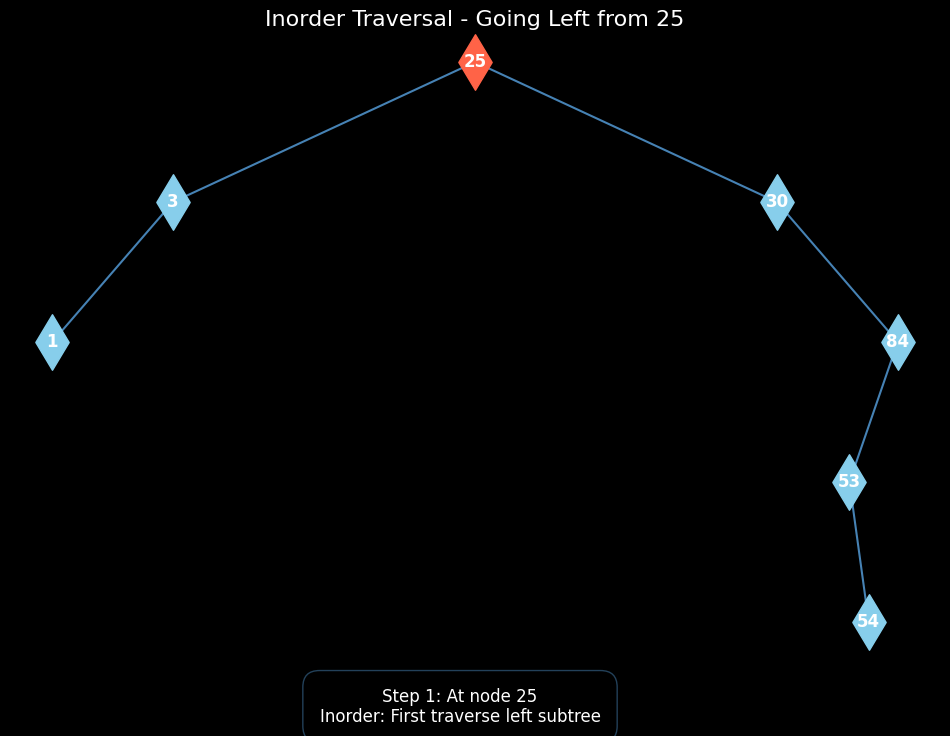 Inorder Traversal - Going Left from 25
25
3
30
1
84
53
54
Step 1: At node 25
Inorder: First traverse left subtree